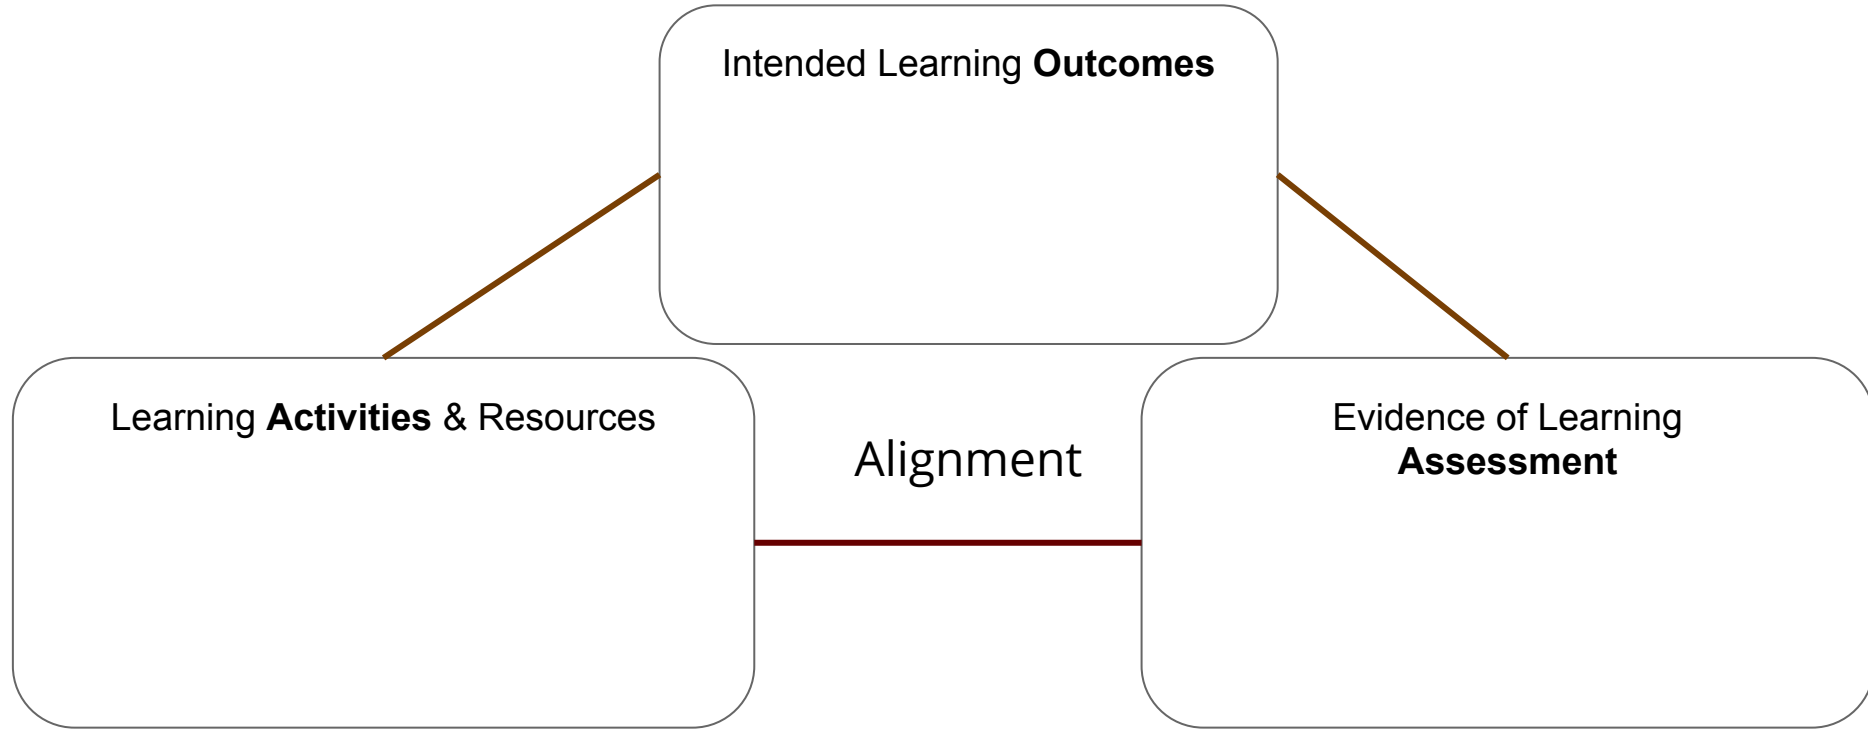 Intended Learning Outcomes
Learning Activities & Resources
Alignment
Evidence of Learning
Assessment